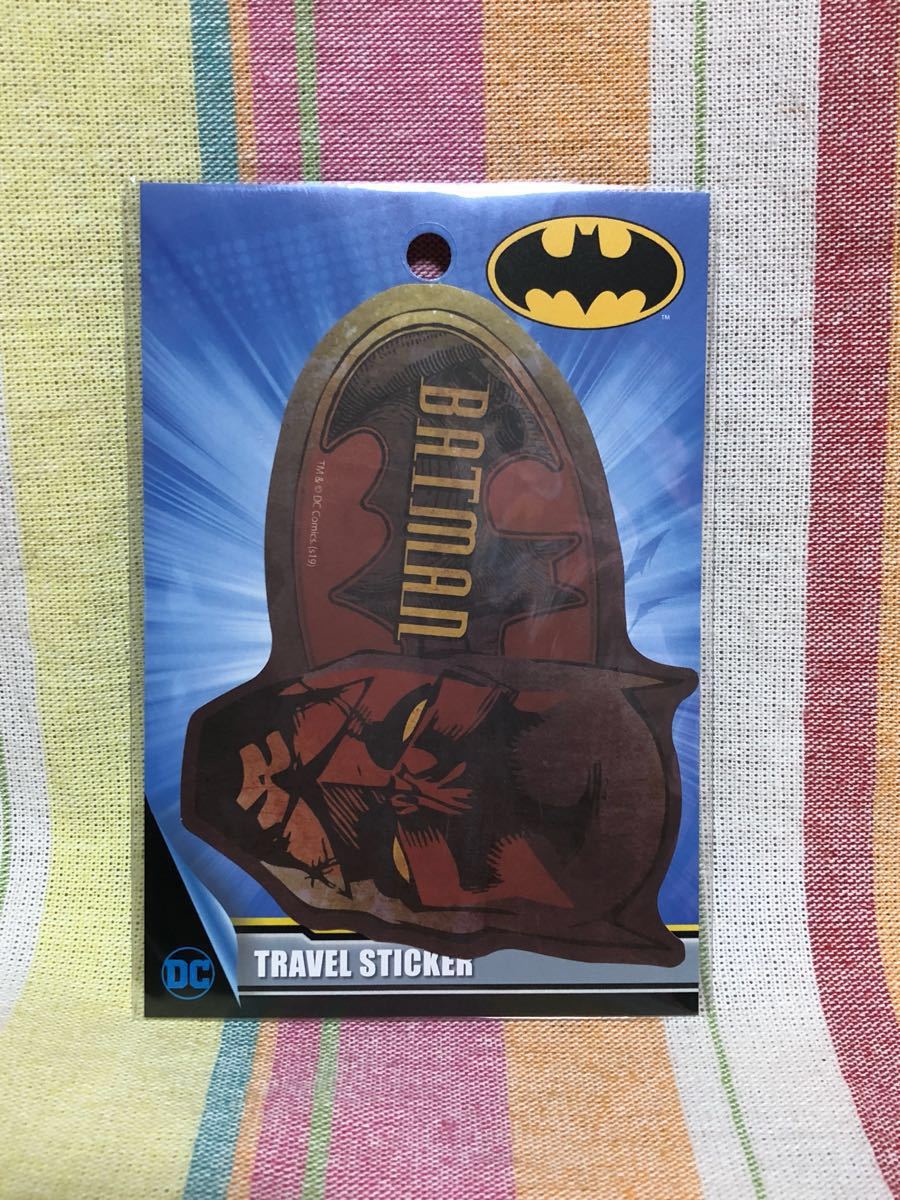 TM
BATMAN
TM & © DC Comics. (s19)
DC
TRAVEL STICKER